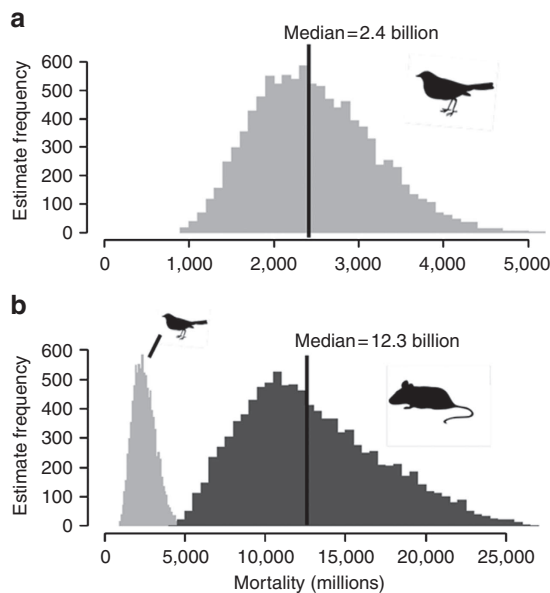 a
Median=2.4 billion
Estimate frequency
600
500
400
300
200
100
0
0 1,000 2,000 3,000 4,000 5,000
b
Median=12.3 billion
Estimate frequency
600
500
400
300
200
100
0
0 5,000 10,000 15,000 20,000 25,000
Mortality (millions)